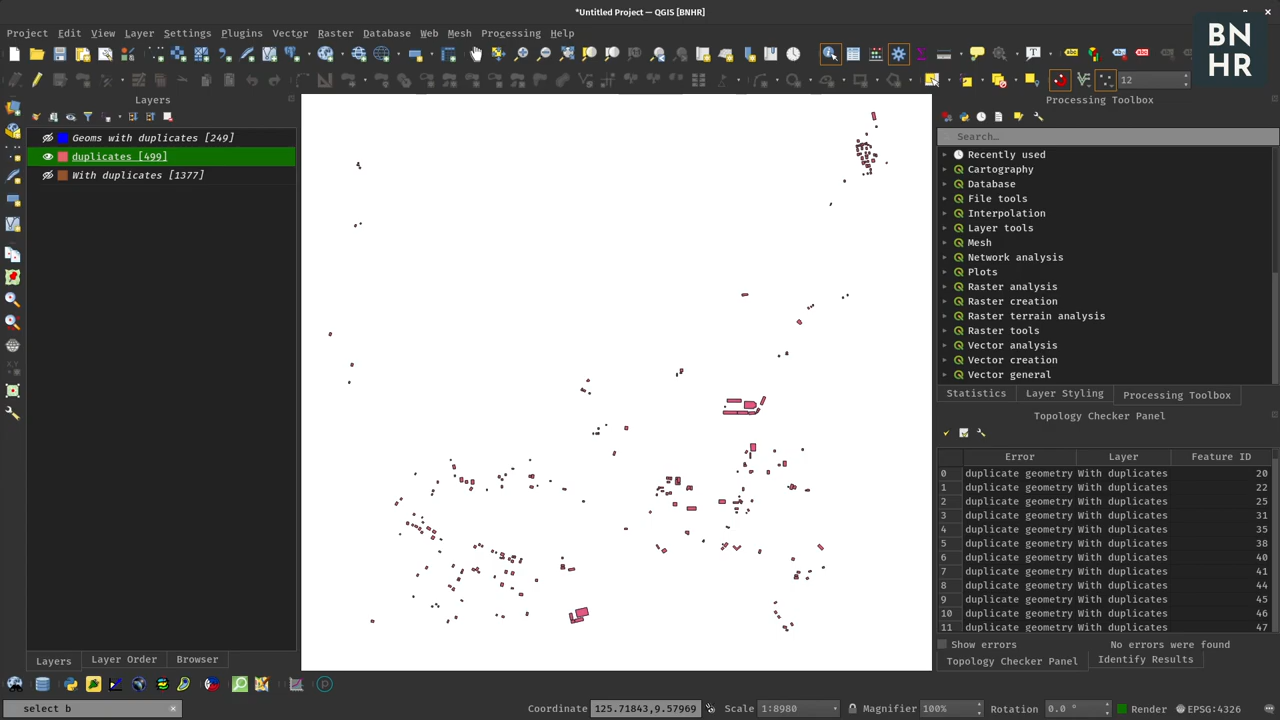 *Untitled Project — QGIS [BNHR]
BN
HR
Project Edit View Layer Settings Plugins Vector Raster Database Web Mesh Processing Help
12
Layers
Geoms with duplicates [249]
duplicates [499]
With duplicates [1377]
Layers Layer Order Browser
Processing Toolbox
Search...
Recently used
Cartography
Database
File tools
Interpolation
Layer tools
Mesh
Network analysis
Plots
Raster analysis
Raster creation
Raster terrain analysis
Raster tools
Vector analysis
Vector creation
Vector general
Statistics Layer Styling Processing Toolbox
Topology Checker Panel
Error Layer Feature ID
0 duplicate geometry With duplicates 20
1 duplicate geometry With duplicates 22
2 duplicate geometry With duplicates 25
3 duplicate geometry With duplicates 31
4 duplicate geometry With duplicates 35
5 duplicate geometry With duplicates 38
6 duplicate geometry With duplicates 40
7 duplicate geometry With duplicates 41
8 duplicate geometry With duplicates 44
9 duplicate geometry With duplicates 45
10 duplicate geometry With duplicates 46
11 duplicate geometry With duplicates 47
Show errors No errors were found
Topology Checker Panel Identify Results
select b
Coordinate 125.71843,9.57969 Scale 1:8980 Magnifier 100% Rotation 0.0 ° Render EPSG:4326